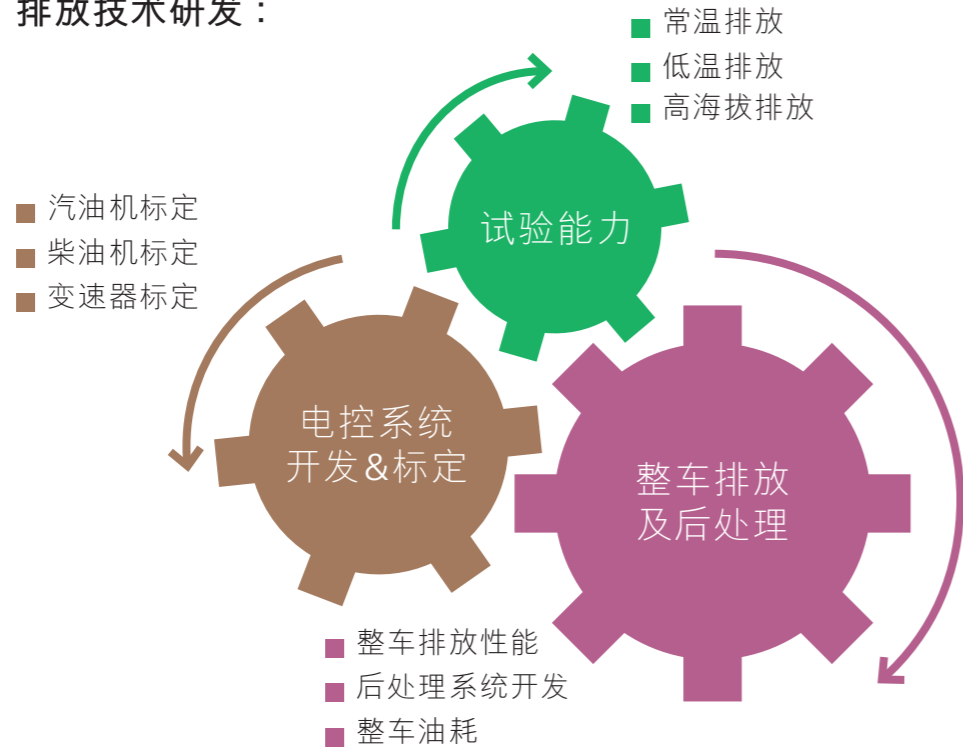 排放技术研发：
常温排放
低温排放
高海拔排放
试验能力
汽油机标定
柴油机标定
变速器标定
电控系统
开发&标定
整车排放
及后处理
整车排放性能
后处理系统开发
整车油耗